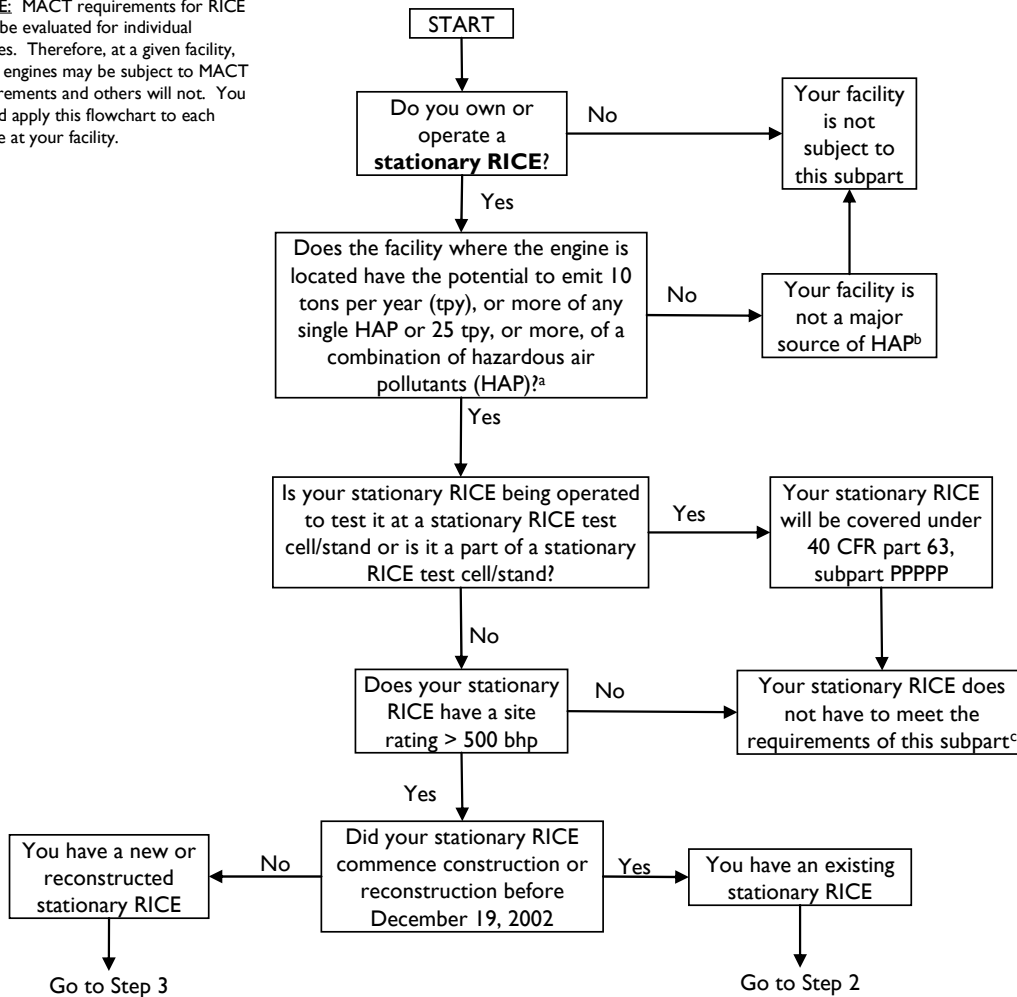 E: MACT requirements for RICE
be evaluated for individual
es. Therefore, at a given facility,
engines may be subject to MACT
rements and others will not. You
d apply this flowchart to each
e at your facility.
START
Do you own or
operate a
stationary RICE?
No
Your facility
is not
subject to
this subpart
Yes
Does the facility where the engine is
located have the potential to emit 10
tons per year (tpy), or more of any
single HAP or 25 tpy, or more, of a
combination of hazardous air
pollutants (HAP)?ᵃ
No
Your facility is
not a major
source of HAPᵇ
Yes
Is your stationary RICE being operated
to test it at a stationary RICE test
cell/stand or is it a part of a stationary
RICE test cell/stand?
Yes
Your stationary RICE
will be covered under
40 CFR part 63,
subpart PPPPP
No
Does your stationary
RICE have a site
rating > 500 bhp
No
Your stationary RICE does
not have to meet the
requirements of this subpartᶜ
Yes
Did your stationary RICE
commence construction or
reconstruction before
December 19, 2002
No
You have a new or
reconstructed
stationary RICE
Yes
You have an existing
stationary RICE
Go to Step 3
Go to Step 2